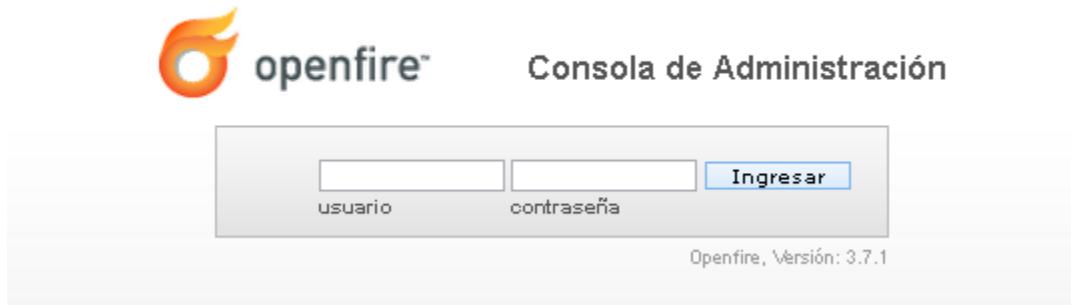 openfire™ Consola de Administración
Ingresar
usuario contraseña
Openfire, Versión: 3.7.1